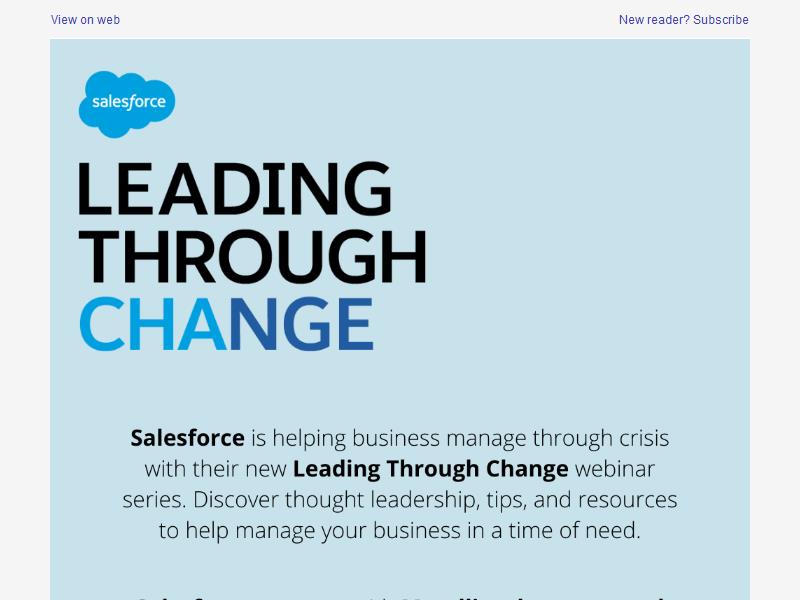 View on web
New reader? Subscribe
salesforce
LEADING
THROUGH
CHANGE
Salesforce is helping business manage through crisis
with their new Leading Through Change webinar
series. Discover thought leadership, tips, and resources
to help manage your business in a time of need.